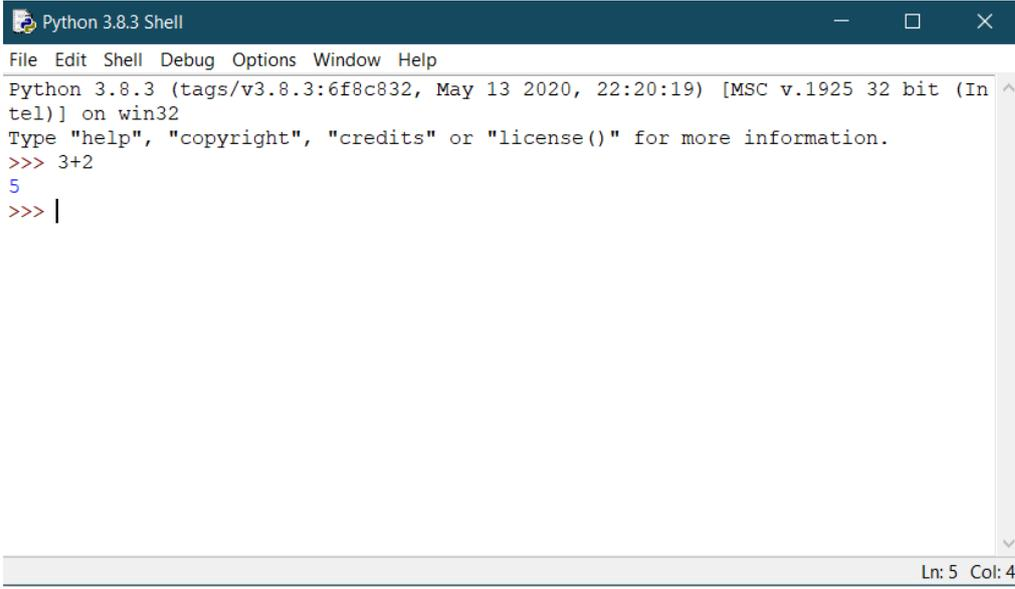 Python 3.8.3 Shell
File Edit Shell Debug Options Window Help
Python 3.8.3 (tags/v3.8.3:6f8c832, May 13 2020, 22:20:19) [MSC v.1925 32 bit (In
tel)] on win32
Type "help", "copyright", "credits" or "license()" for more information.
>>> 3+2
5
>>>
Ln: 5 Col: 4